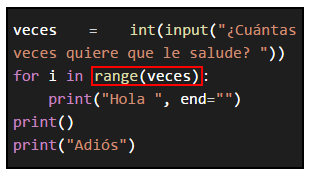 veces = int(input("¿Cuántas
veces quiere que le salude? "))
for i in range(veces):
    print("Hola ", end="")
print()
print("Adiós")